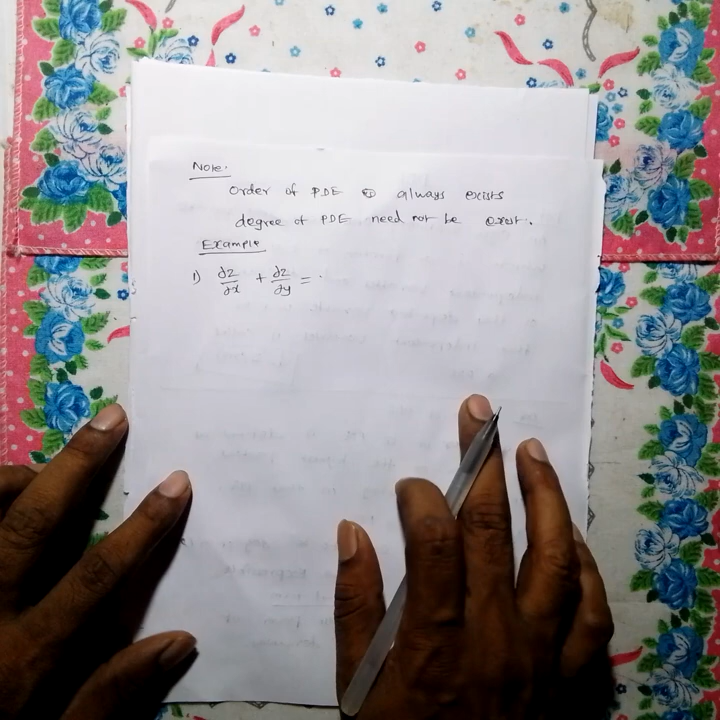 Note:
Order of PDE always exists
degree of PDE need not be exist.
Example
1) ∂z/∂x + ∂z/∂y = .